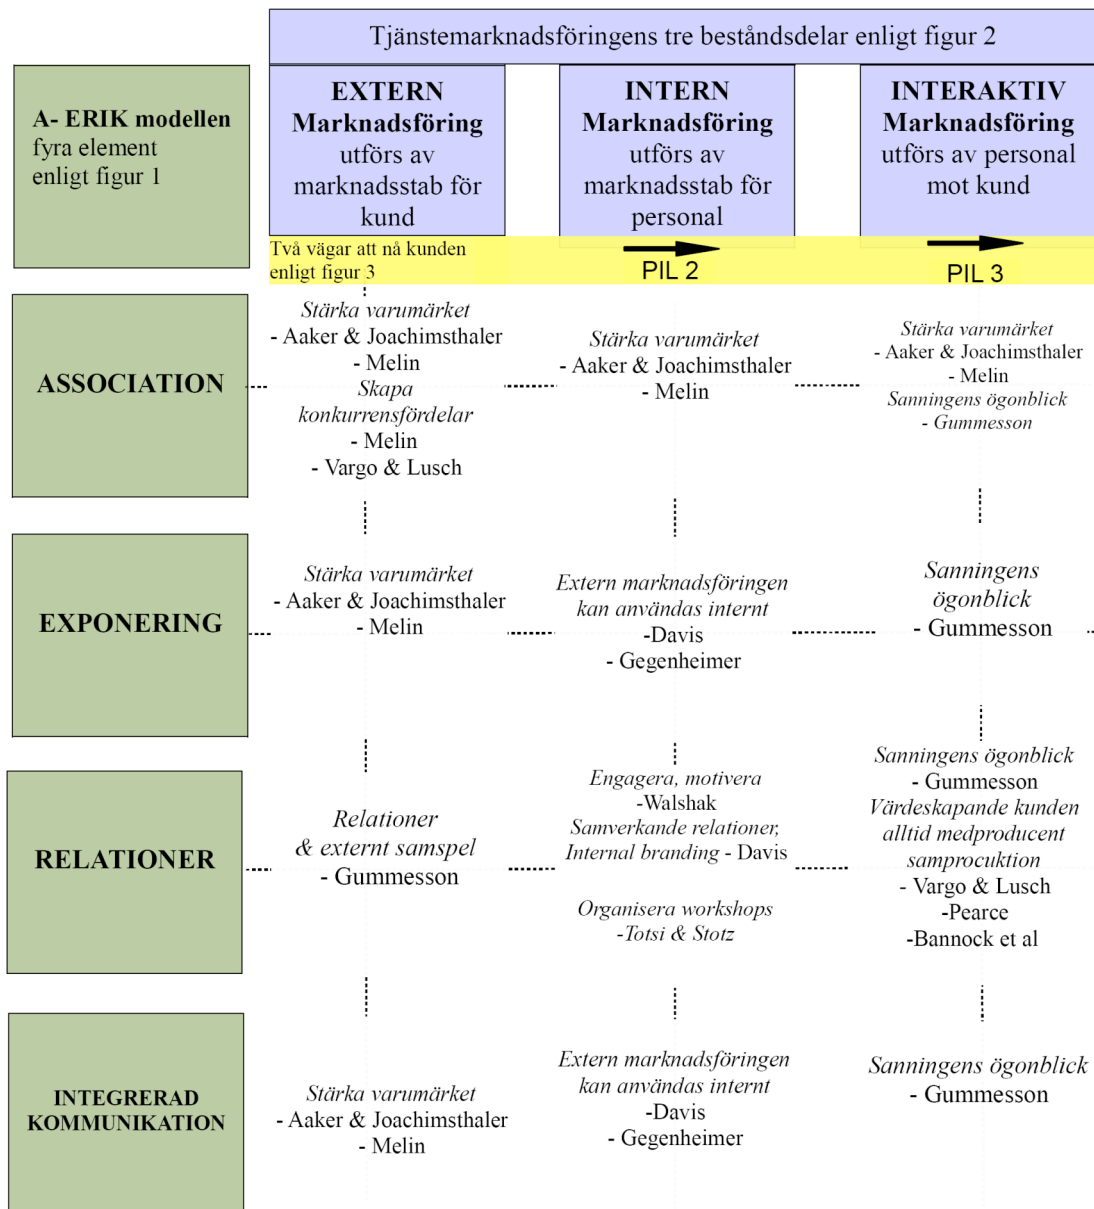 Tjänstemarknadsföringens tre beståndsdelar enligt figur 2
A- ERIK modellen
fyra element
enligt figur 1
EXTERN
Marknadsföring
utförs av
marknadsstab för
kund
INTERN
Marknadsföring
utförs av
marknadsstab för
personal
INTERAKTIV
Marknadsföring
utförs av personal
mot kund
Två vägar att nå kunden
enligt figur 3
PIL 2
PIL 3
ASSOCIATION
Stärka varumärket
- Aaker & Joachimsthaler
- Melin
Skapa
konkurrensfördelar
- Melin
- Vargo & Lusch
Stärka varumärket
- Aaker & Joachimsthaler
- Melin
Stärka varumärket
- Aaker & Joachimsthaler
- Melin
Sanningens ögonblick
- Gummesson
EXPONERING
Stärka varumärket
- Aaker & Joachimsthaler
- Melin
Extern marknadsföringen
kan användas internt
-Davis
- Gegenheimer
Sanningens
ögonblick
- Gummesson
RELATIONER
Relationer
& externt samspel
- Gummesson
Engagera, motivera
-Walshak
Samverkande relationer,
Internal branding - Davis
Organisera workshops
-Totsi & Stotz
Sanningens ögonblick
- Gummesson
Värdeskapande kunden
alltid medproducent
samprocuktion
- Vargo & Lusch
-Pearce
-Bannock et al
INTEGRERAD
KOMMUNIKATION
Stärka varumärket
- Aaker & Joachimsthaler
- Melin
Extern marknadsföringen
kan användas internt
-Davis
- Gegenheimer
Sanningens ögonblick
- Gummesson